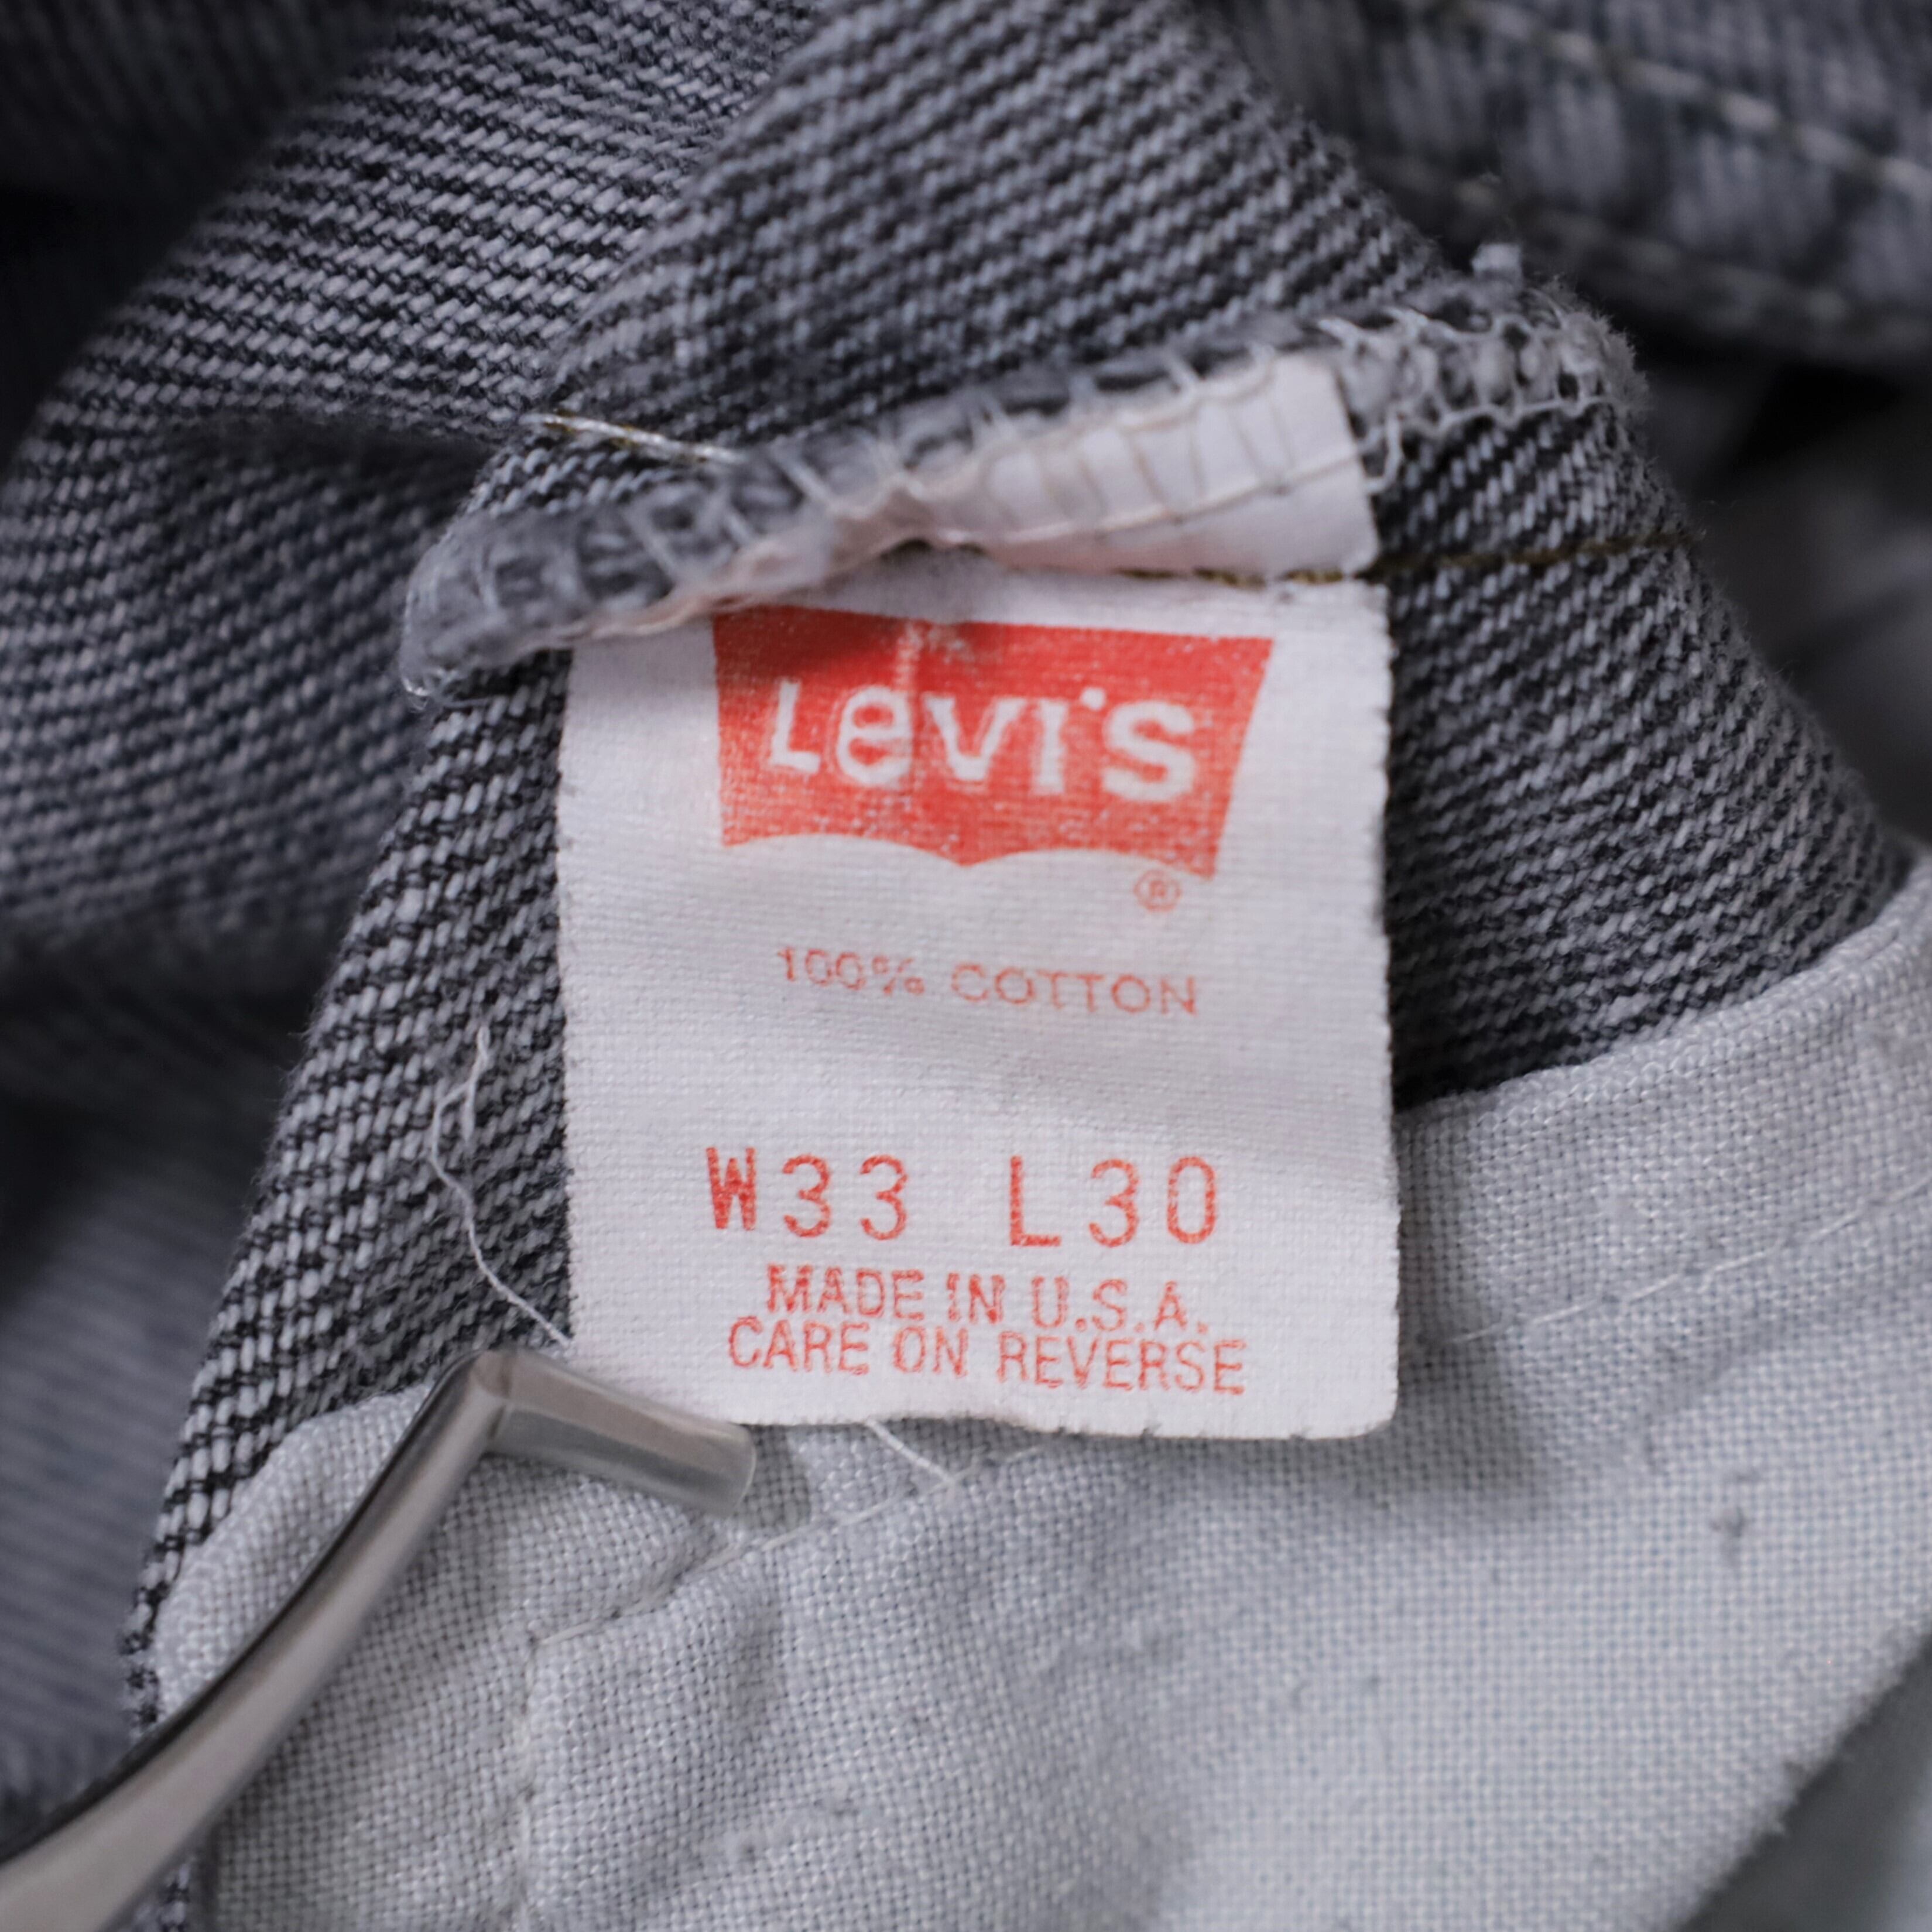 Levi's
®
100% COTTON
W33 L30
MADE IN U.S.A.
CARE ON REVERSE